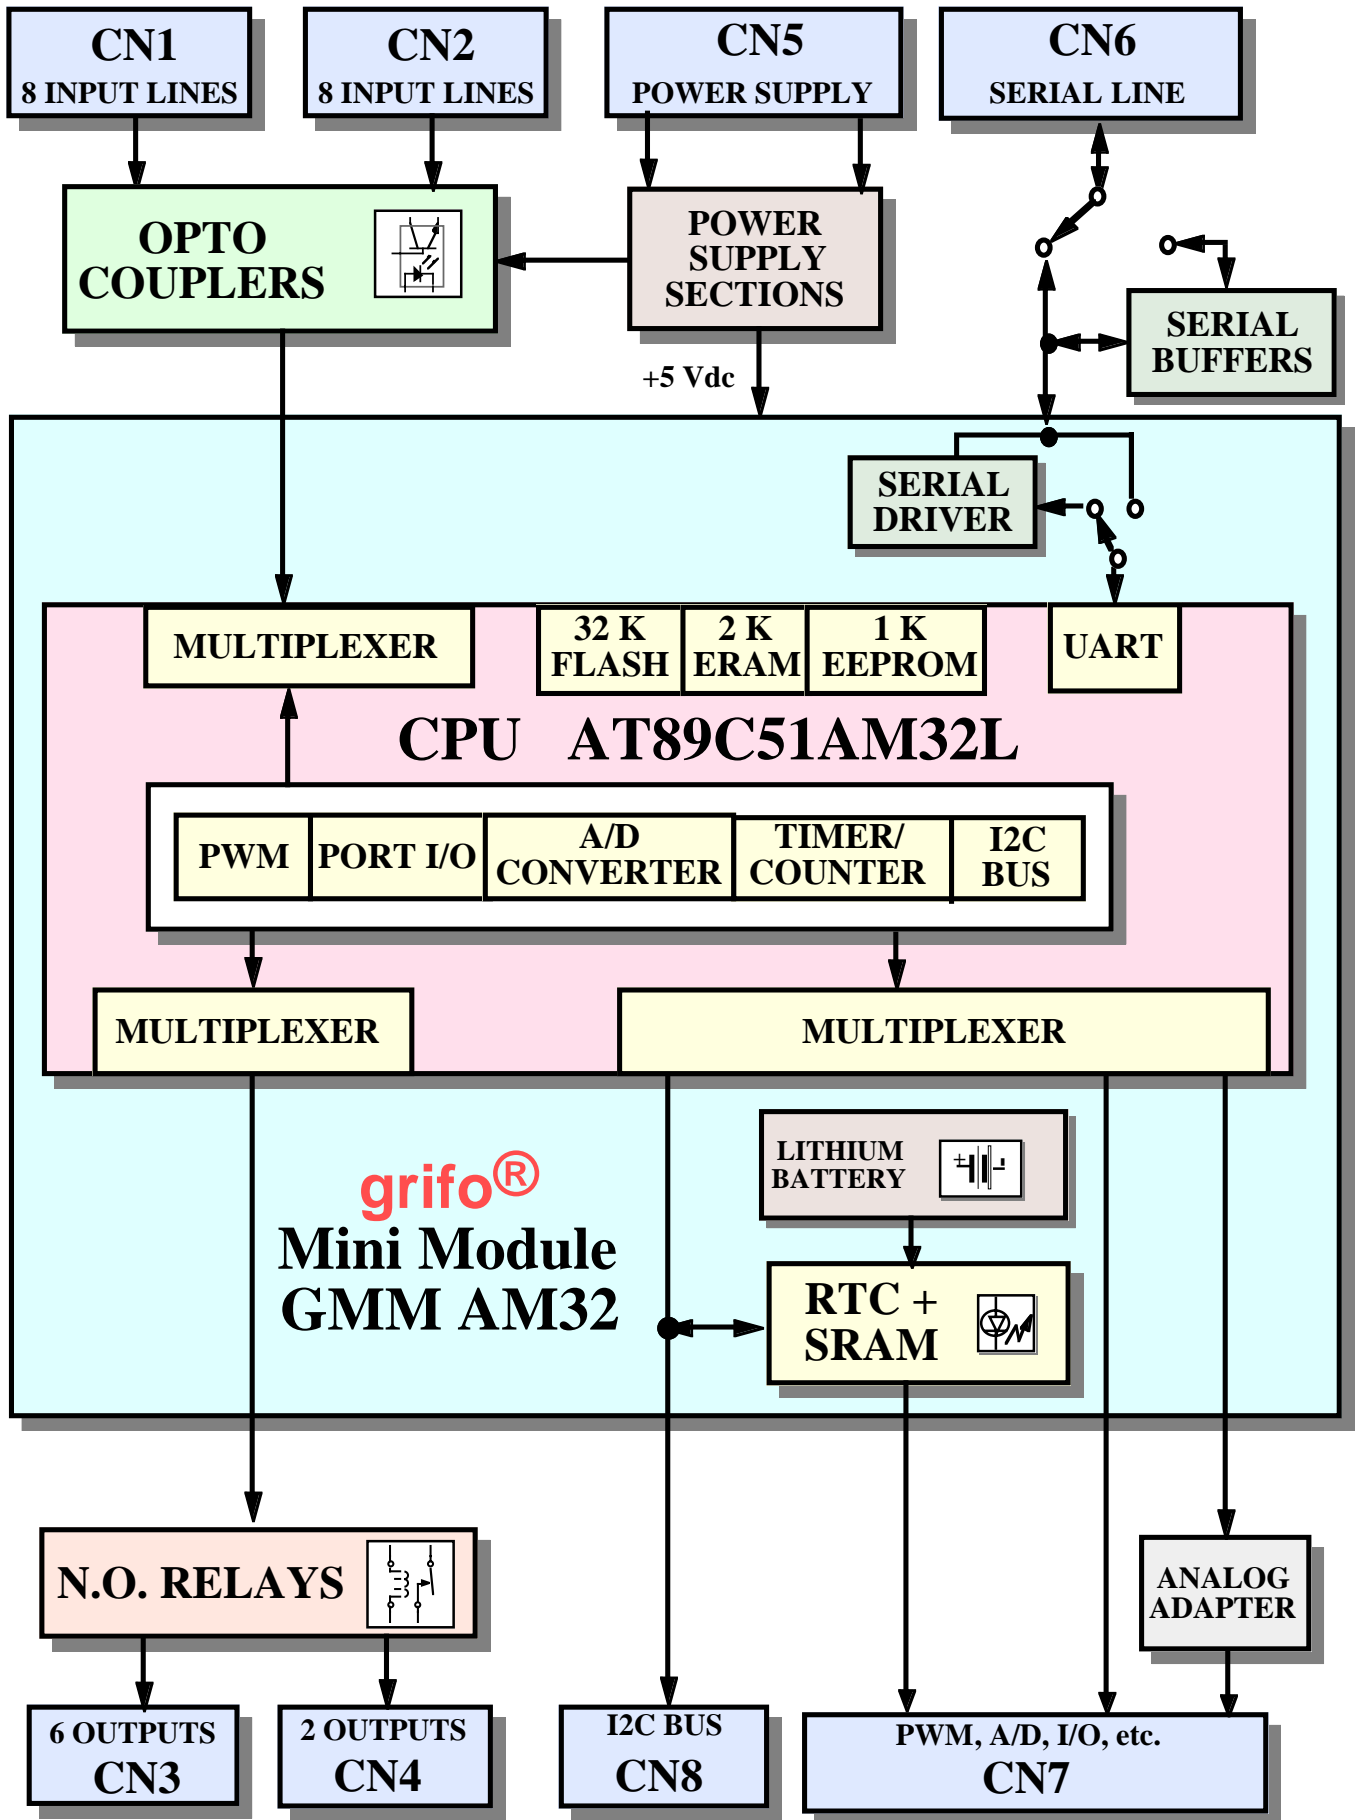 CN1
8 INPUT LINES
CN2
8 INPUT LINES
CN5
POWER SUPPLY
CN6
SERIAL LINE
OPTO
COUPLERS
POWER
SUPPLY
SECTIONS
SERIAL
BUFFERS
+5 Vdc
SERIAL
DRIVER
MULTIPLEXER
32 K
FLASH
2 K
ERAM
1 K
EEPROM
UART
CPU AT89C51AM32L
PWM
PORT I/O
A/D
CONVERTER
TIMER/
COUNTER
I2C
BUS
MULTIPLEXER
MULTIPLEXER
LITHIUM
BATTERY
+
-
grifo®
Mini Module
GMM AM32
RTC +
SRAM
N.O. RELAYS
ANALOG
ADAPTER
6 OUTPUTS
CN3
2 OUTPUTS
CN4
I2C BUS
CN8
PWM, A/D, I/O, etc.
CN7